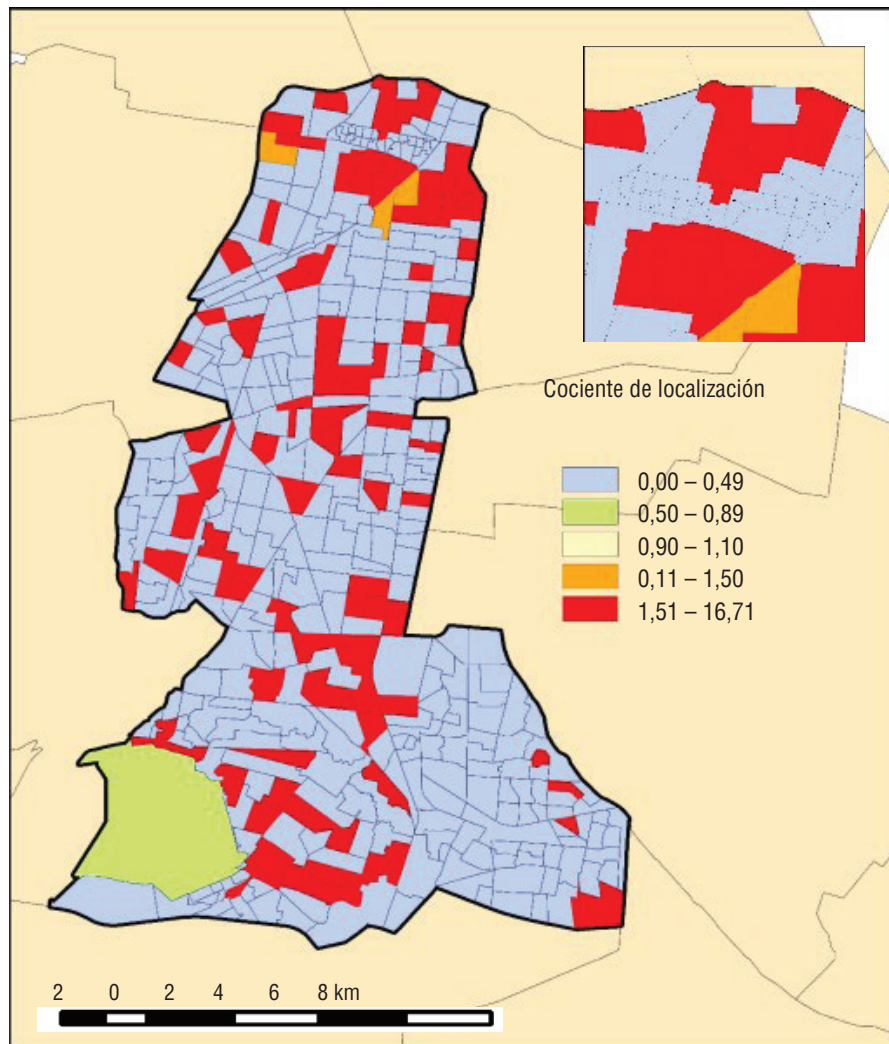 Cociente de localización
0,00 – 0,49
0,50 – 0,89
0,90 – 1,10
0,11 – 1,50
1,51 – 16,71
2 0 2 4 6 8 km